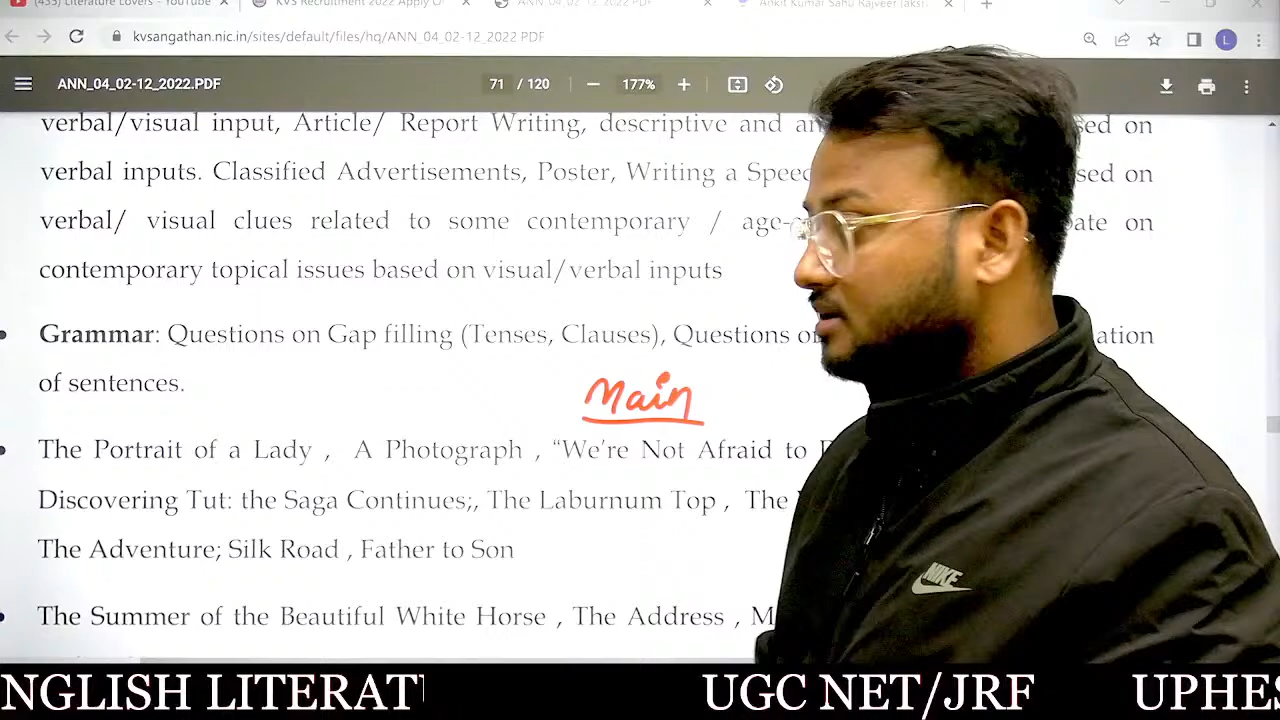 (435) Literature covers - YouTube
KVS Recruitment 2022 Apply O
ANN_04_02-12_2022.PDF
Ankit Kumar Sahu Rajveer
kvsangathan.nic.in/sites/default/files/hq/ANN_04_02-12_2022.PDF
L
ANN_04_02-12_2022.PDF
71 / 120
177%
verbal/visual input, Article/ Report Writing, descriptive and an sed on
verbal inputs. Classified Advertisements, Poster, Writing a Spee sed on
verbal/ visual clues related to some contemporary / age- ate on
contemporary topical issues based on visual/verbal inputs
Grammar: Questions on Gap filling (Tenses, Clauses), Questions o ation
of sentences.
Main
The Portrait of a Lady , A Photograph , “We’re Not Afraid to
Discovering Tut: the Saga Continues;, The Laburnum Top , The
The Adventure; Silk Road , Father to Son
The Summer of the Beautiful White Horse , The Address , M
NIKE
NGLISH LITERAT UGC NET/JRF UPHES